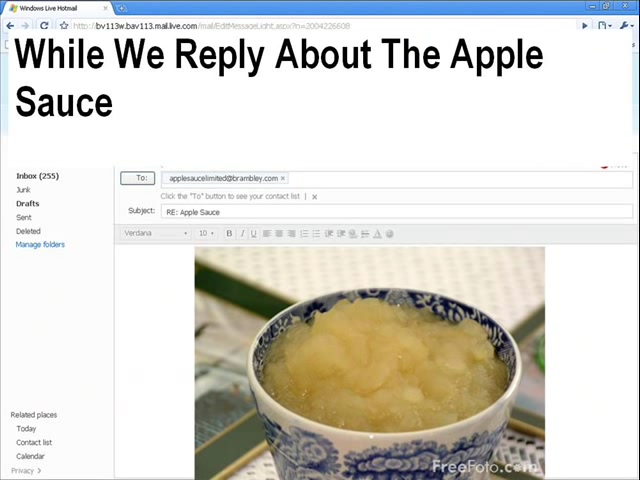 Windows Live Hotmail
http://bv113w.bav113.mail.live.com/mail/EditMessageLight.aspx?n=2004226608
While We Reply About The Apple
Sauce
Inbox (255)
Junk
Drafts
Sent
Deleted
Manage folders
To:
applesaucelimited@brambley.com ×
Click the "To" button to see your contact list | x
Subject:
RE: Apple Sauce
Verdana
10
B I U A
FreeFoto.com
Related places
Today
Contact list
Calendar
Privacy